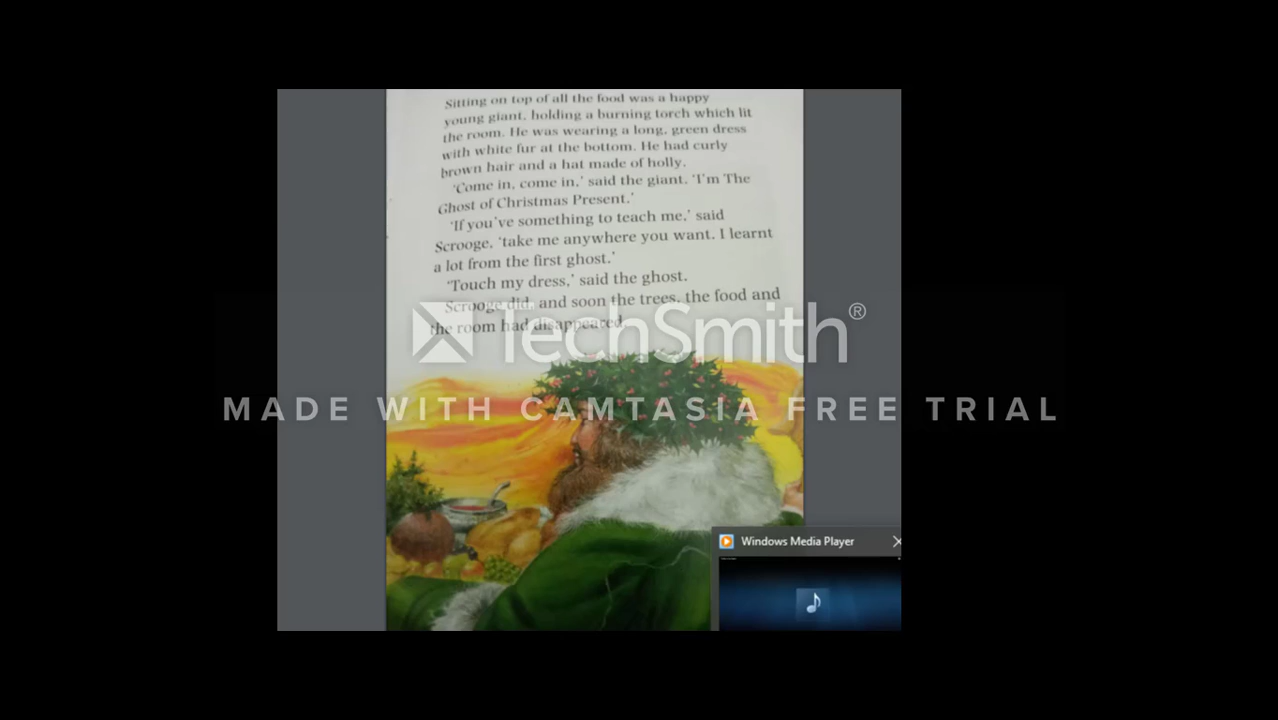 Sitting on top of all the food was a happy
young giant, holding a burning torch which lit
the room. He was wearing a long, green dress
with white fur at the bottom. He had curly
brown hair and a hat made of holly.
‘Come in, come in,’ said the giant. ‘I’m The
Ghost of Christmas Present.’
‘If you’ve something to teach me,’ said
Scrooge, ‘take me anywhere you want. I learnt
a lot from the first ghost.’
‘Touch my dress,’ said the ghost.
Scrooge did, and soon the trees, the food and
the room had disappeared.
TechSmith®
MADE WITH CAMTASIA FREE TRIAL
Windows Media Player